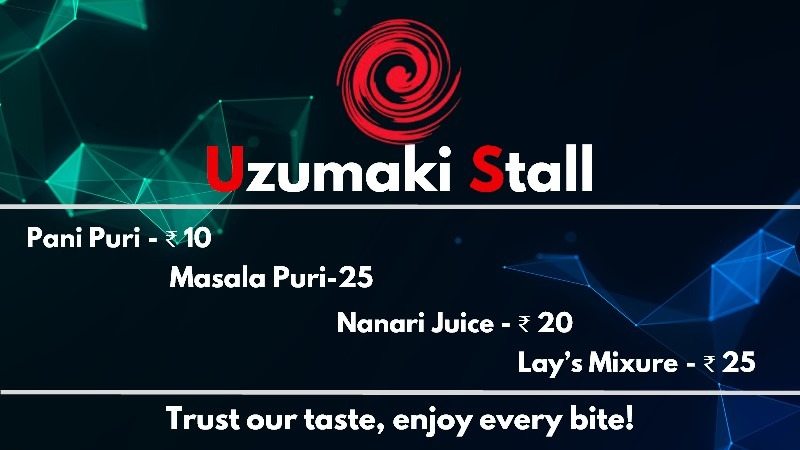 Uzumaki Stall
Pani Puri - ₹ 10
Masala Puri-25
Nanari Juice - ₹ 20
Lay's Mixure - ₹ 25
Trust our taste, enjoy every bite!